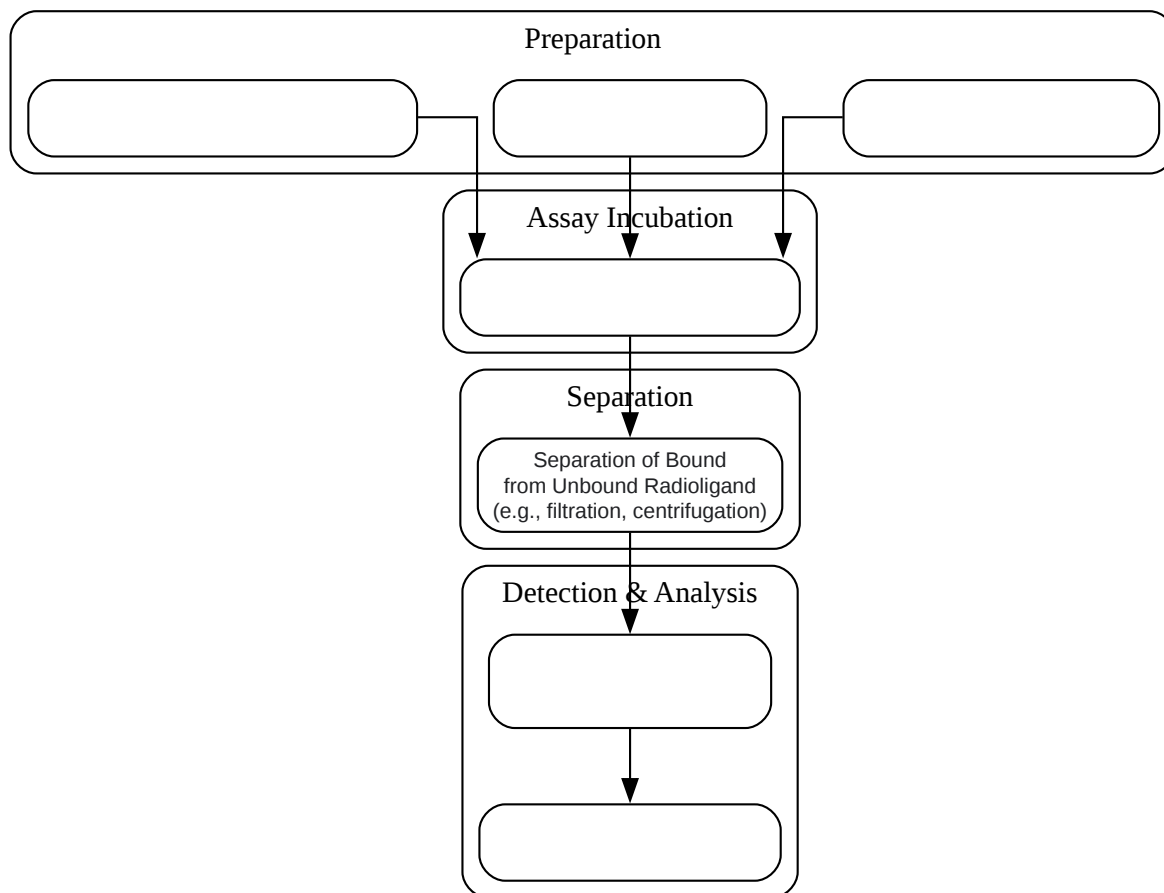 Preparation
Assay Incubation
Separation
Separation of Bound
from Unbound Radioligand
(e.g., filtration, centrifugation)
Detection & Analysis